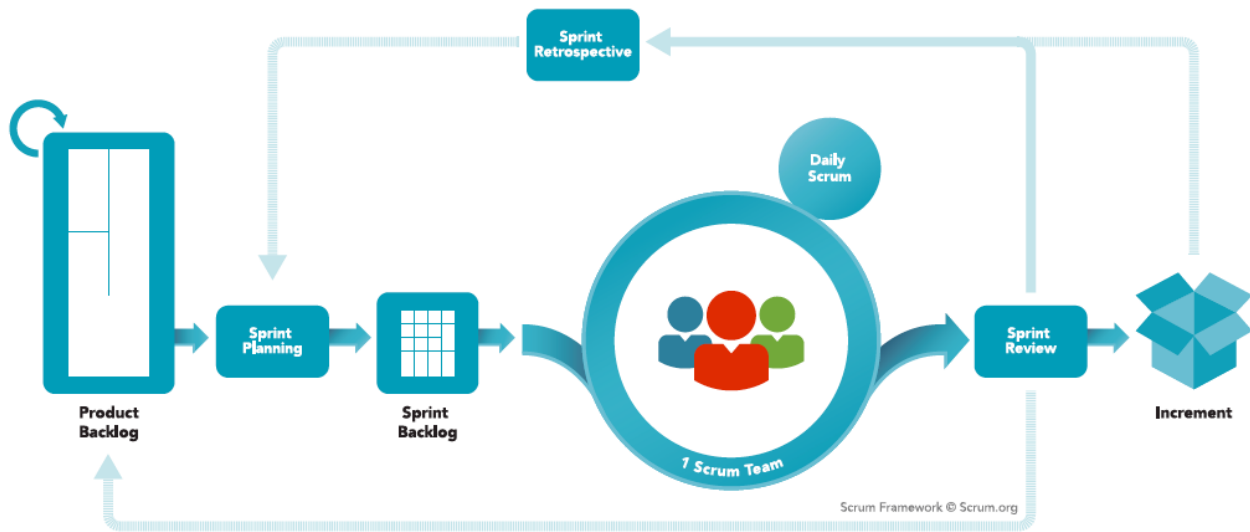 Sprint
Retrospective
Daily
Scrum
Sprint
Planning
Sprint
Review
Product
Backlog
Sprint
Backlog
Increment
1 Scrum Team
Scrum Framework © Scrum.org